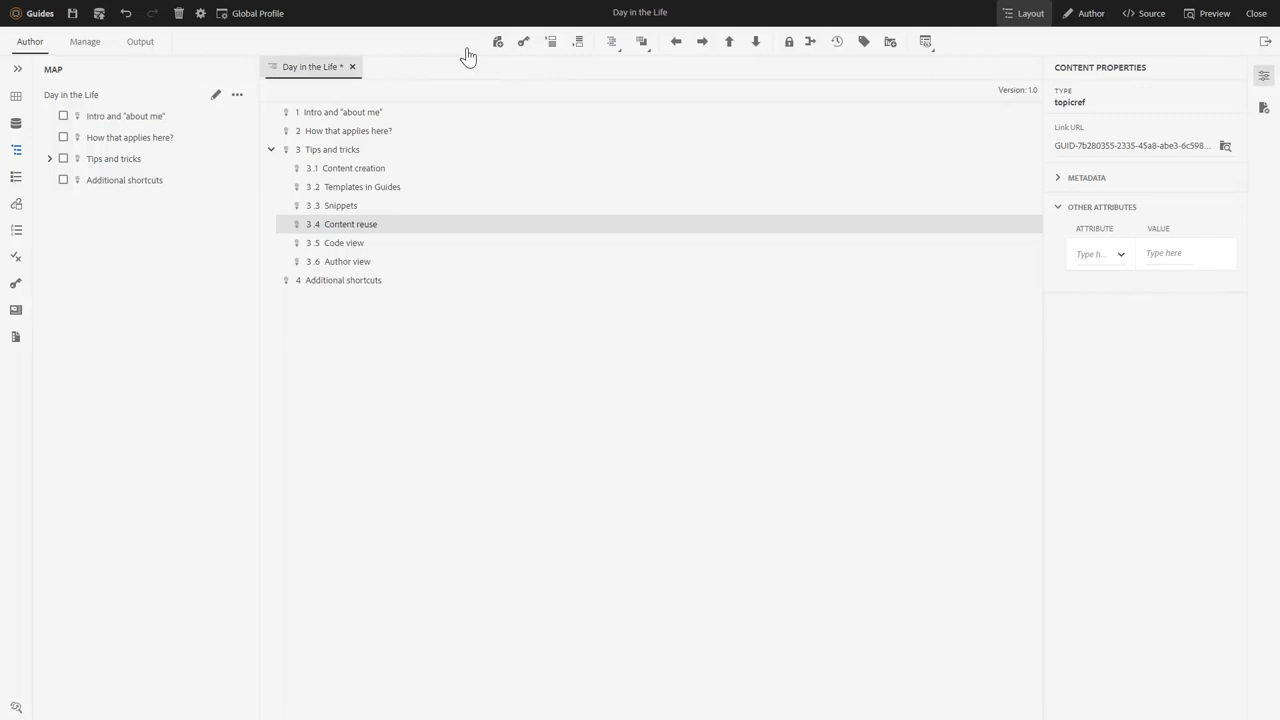 Guides
Global Profile
Day in the Life
Layout
Author
Source
Preview
Close
Author
Manage
Output
MAP
Day in the Life
Intro and "about me"
How that applies here?
Tips and tricks
Additional shortcuts
Day in the Life *
Version: 1.0
1 Intro and "about me"
2 How that applies here?
3 Tips and tricks
3 .1 Content creation
3 .2 Templates in Guides
3 .3 Snippets
3 .4 Content reuse
3 .5 Code view
3 .6 Author view
4 Additional shortcuts
CONTENT PROPERTIES
TYPE
topicref
Link URL
GUID-7b280355-2335-45a8-abe3-6c598...
METADATA
OTHER ATTRIBUTES
ATTRIBUTE VALUE
Type h... Type here